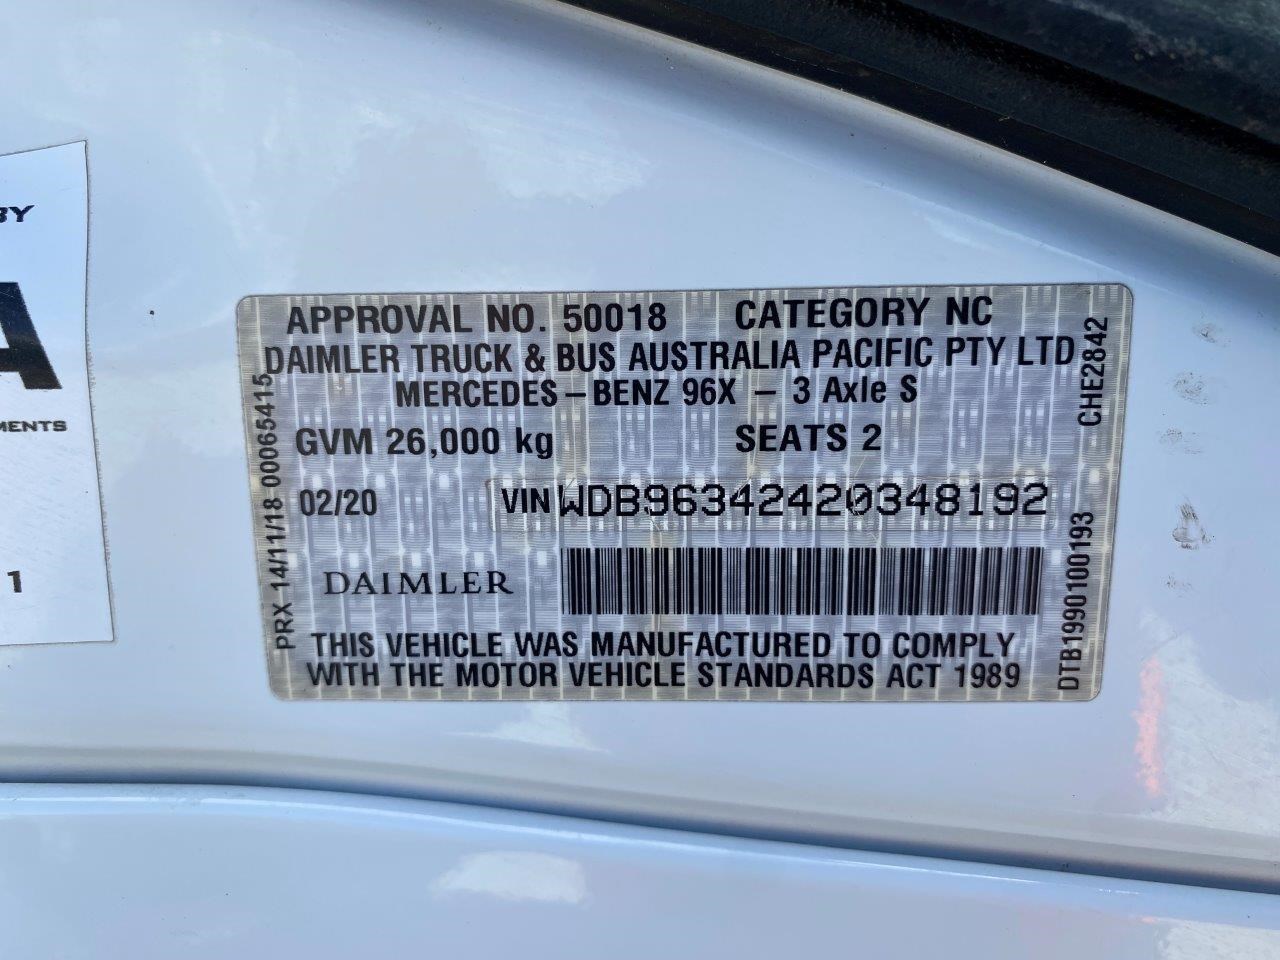 BY
A
MENTS
1
APPROVAL NO. 50018 CATEGORY NC
DAIMLER TRUCK & BUS AUSTRALIA PACIFIC PTY LTD
MERCEDES-BENZ 96X - 3 Axle S
GVM 26,000 kg SEATS 2
02/20 VIN WDB96342420348192
DAIMLER
THIS VEHICLE WAS MANUFACTURED TO COMPLY
WITH THE MOTOR VEHICLE STANDARDS ACT 1989
PRX 14/11/18 00065415
CHE2842
DTB1990100193